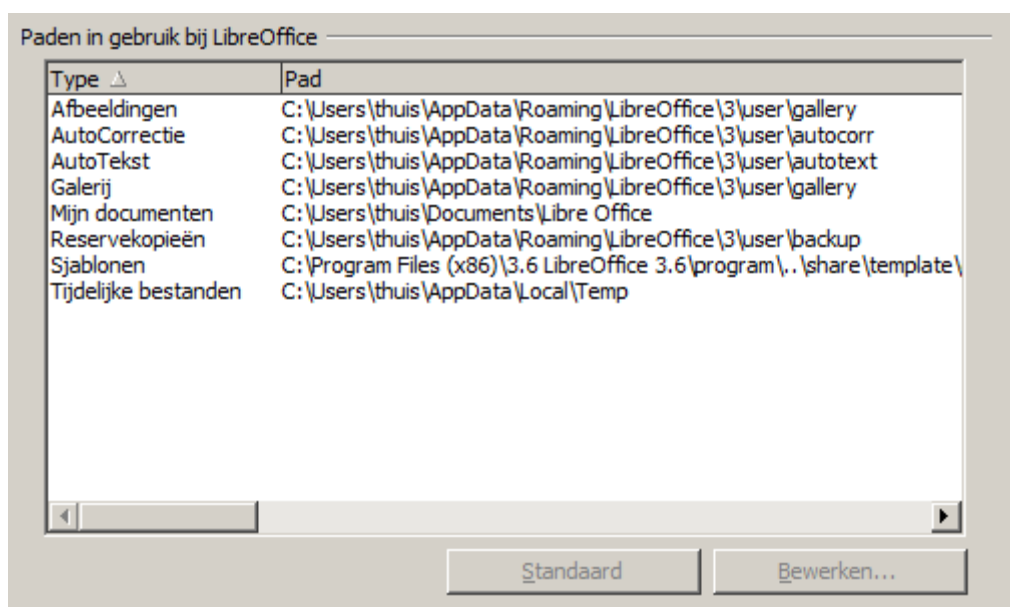 Paden in gebruik bij LibreOffice
Type Pad
Afbeeldingen C:\Users\thuis\AppData\Roaming\LibreOffice\3\user\gallery
AutoCorrectie C:\Users\thuis\AppData\Roaming\LibreOffice\3\user\autocorr
AutoTekst C:\Users\thuis\AppData\Roaming\LibreOffice\3\user\autotext
Galerij C:\Users\thuis\AppData\Roaming\LibreOffice\3\user\gallery
Mijn documenten C:\Users\thuis\Documents\Libre Office
Reservekopieën C:\Users\thuis\AppData\Roaming\LibreOffice\3\user\backup
Sjablonen C:\Program Files (x86)\3.6 LibreOffice 3.6\program\..\share\template\
Tijdelijke bestanden C:\Users\thuis\AppData\Local\Temp
Standaard Bewerken...